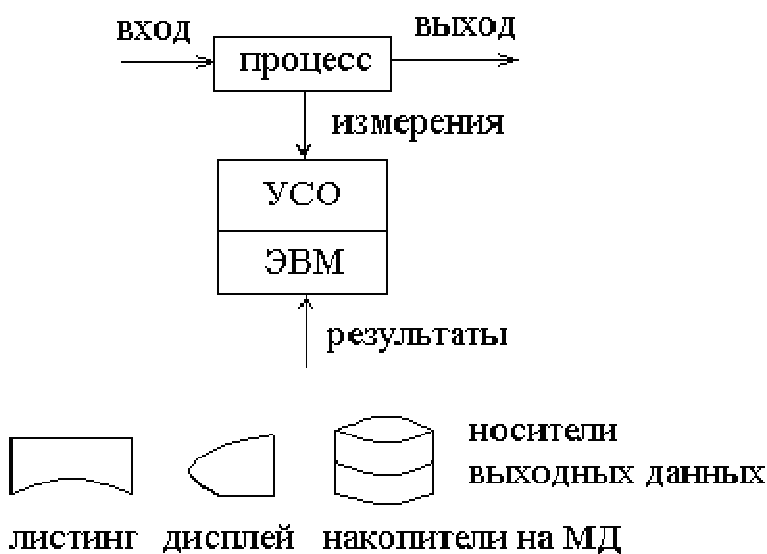 вход
выход
процесс
измерения
УСО
ЭВМ
результаты
носители
выходных данных
листинг дисплей накопители на МД